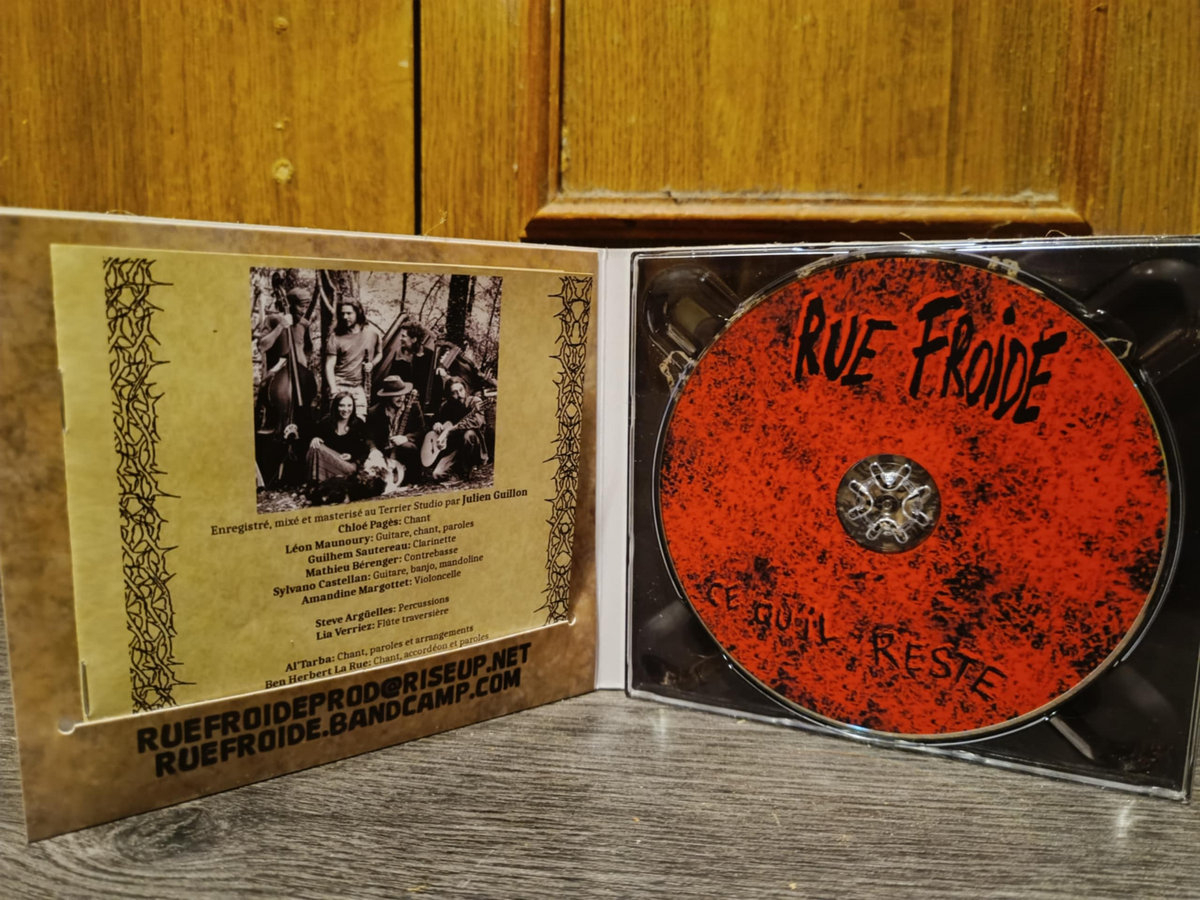 Enregistré, mixé et masterisé au Terrier Studio par Julien Guillon
Chloé Pagès: Chant
Léon Maunoury: Guitare, chant, paroles
Guilhem Sautereau: Clarinette
Mathieu Bérenger: Contrebasse
Sylvano Castellan: Guitare, banjo, mandoline
Amandine Margottet: Violoncelle
Steve Argüelles: Percussions
Lia Verriez: Flûte traversière
Al'Tarba: Chant, paroles et arrangements
Ben Herbert La Rue: Chant, accordéon et paroles
RUEFROIDEPROD@RISEUP.NET
RUEFROIDE.BANDCAMP.COM
RUE FROIDE
CE QU'IL RESTE